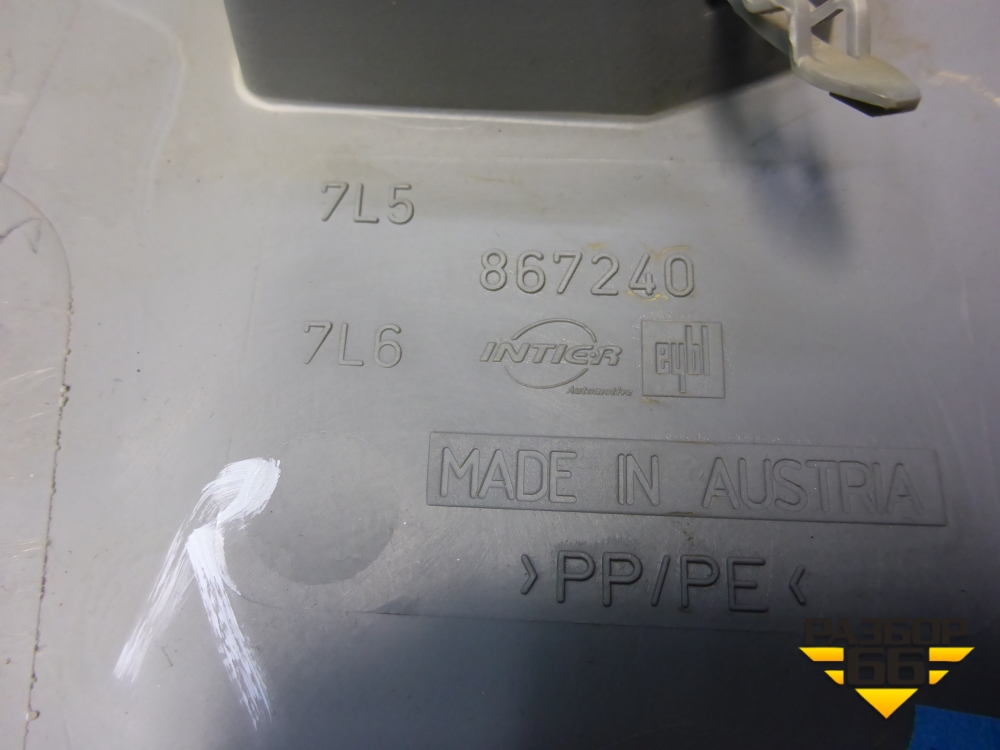 7L5
867240
7L6
INTIER
Automotive
eybl
MADE IN AUSTRIA
>PP/PE<
РАЗБОР
66